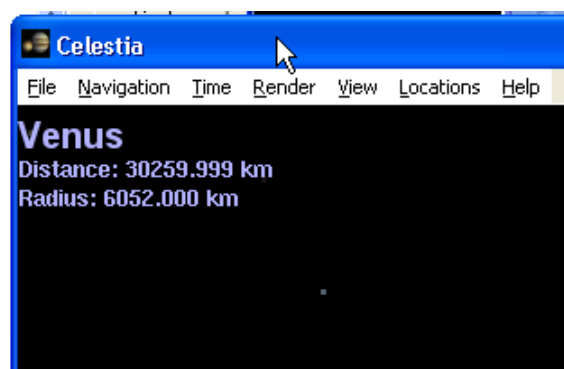 Celestia
File Navigation Time Render View Locations Help
Venus
Distance: 30259.999 km
Radius: 6052.000 km